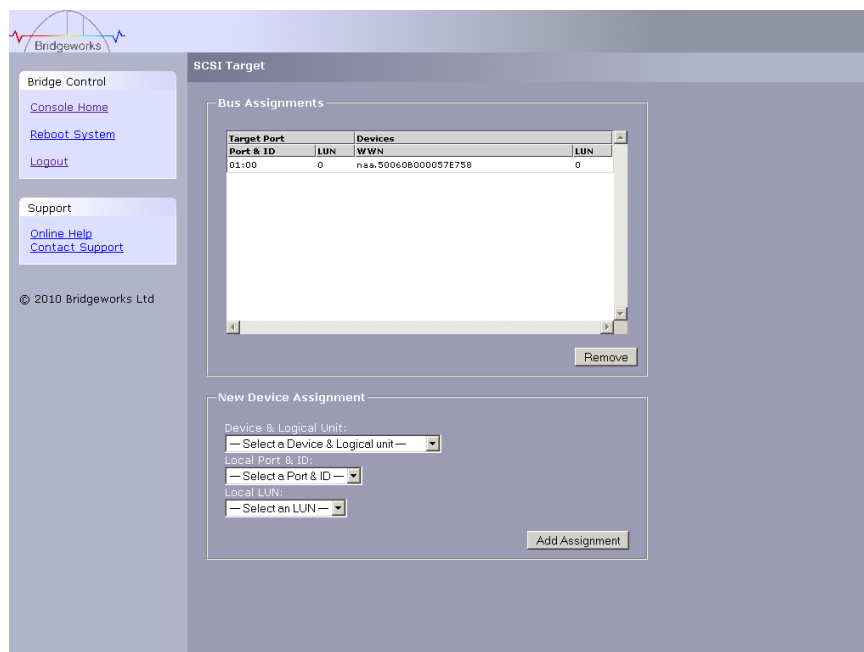 Bridgeworks
SCSI Target
Bridge Control
Console Home
Reboot System
Logout
Support
Online Help
Contact Support
© 2010 Bridgeworks Ltd
Bus Assignments
Target Port Devices
Port & ID LUN WWN LUN
01:00 0 naa.50060B000057E758 0
Remove
New Device Assignment
Device & Logical Unit:
— Select a Device & Logical unit —
Local Port & ID:
— Select a Port & ID —
Local LUN:
— Select an LUN —
Add Assignment